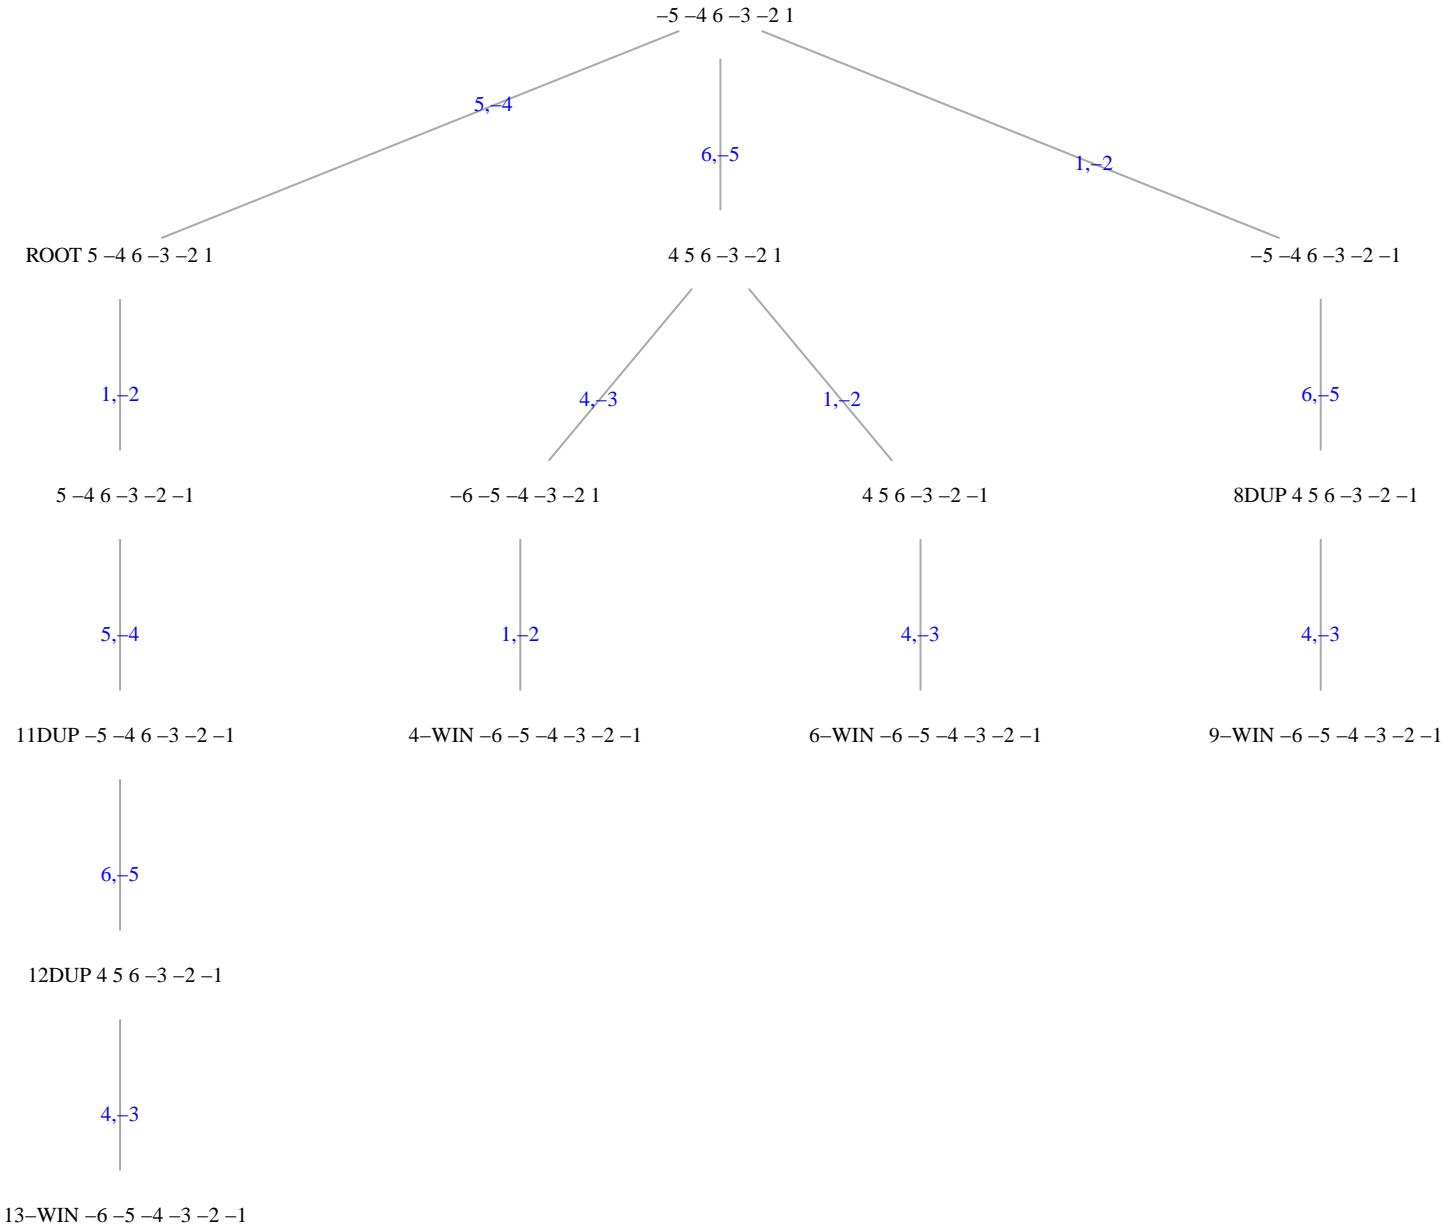 –5 –4 6 –3 –2 1
5,–4
6,–5
1,–2
ROOT 5 –4 6 –3 –2 1
4 5 6 –3 –2 1
–5 –4 6 –3 –2 –1
1,–2
4,–3
1,–2
6,–5
5 –4 6 –3 –2 –1
–6 –5 –4 –3 –2 1
4 5 6 –3 –2 –1
8DUP 4 5 6 –3 –2 –1
5,–4
1,–2
4,–3
4,–3
11DUP –5 –4 6 –3 –2 –1
4–WIN –6 –5 –4 –3 –2 –1
6–WIN –6 –5 –4 –3 –2 –1
9–WIN –6 –5 –4 –3 –2 –1
6,–5
12DUP 4 5 6 –3 –2 –1
4,–3
13–WIN –6 –5 –4 –3 –2 –1